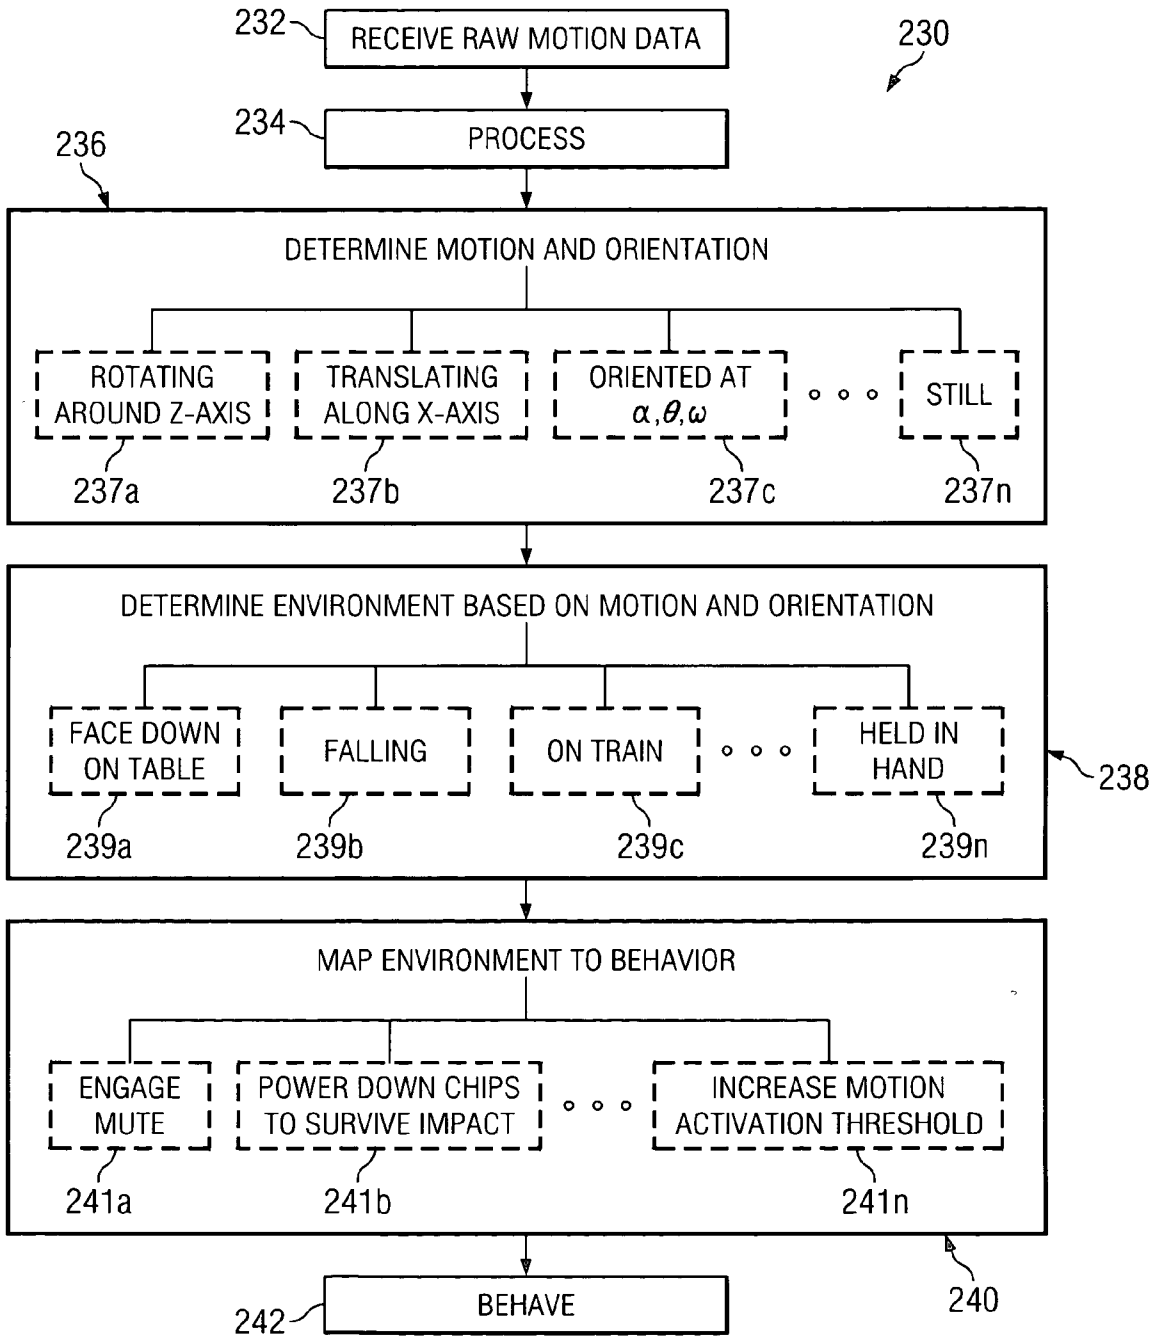 232
RECEIVE RAW MOTION DATA
230
234
PROCESS
236
DETERMINE MOTION AND ORIENTATION
ROTATING
AROUND Z-AXIS
TRANSLATING
ALONG X-AXIS
ORIENTED AT
α,θ,ω
STILL
237a
237b
237c
237n
DETERMINE ENVIRONMENT BASED ON MOTION AND ORIENTATION
FACE DOWN
ON TABLE
FALLING
ON TRAIN
HELD IN
HAND
238
239a
239b
239c
239n
MAP ENVIRONMENT TO BEHAVIOR
ENGAGE
MUTE
POWER DOWN CHIPS
TO SURVIVE IMPACT
INCREASE MOTION
ACTIVATION THRESHOLD
241a
241b
241n
240
242
BEHAVE